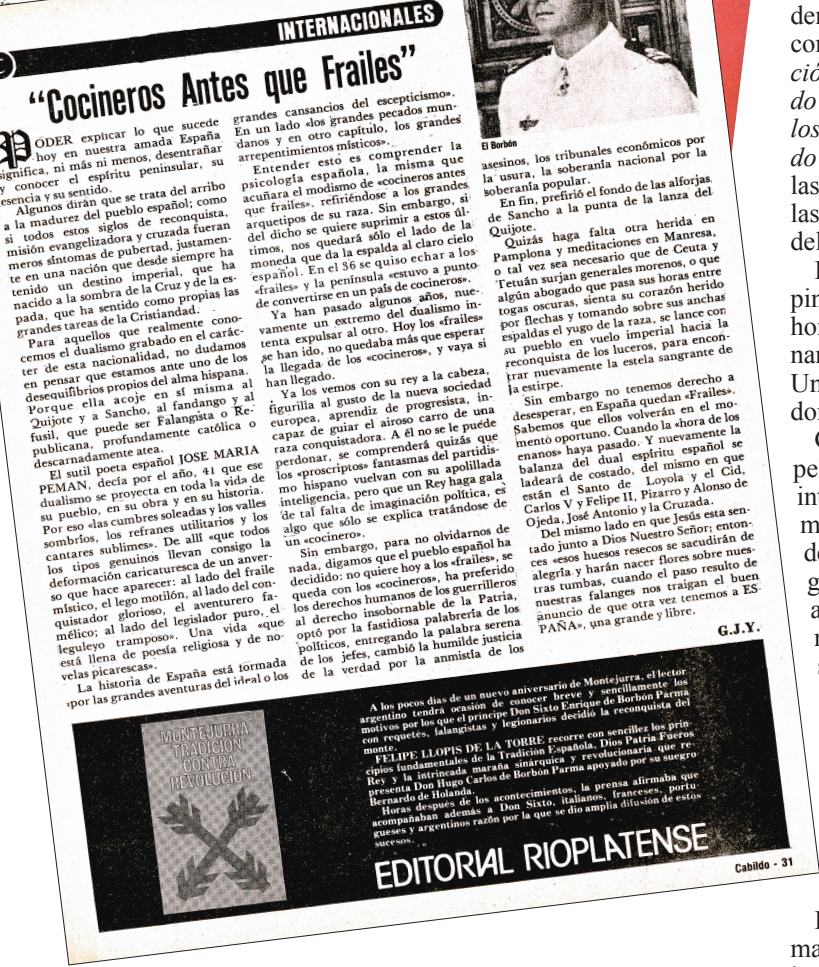 INTERNACIONALES
“Cocineros Antes que Frailes”
PODER explicar lo que sucede
hoy en nuestra amada España
significa, ni más ni menos, desentrañar
y conocer el espíritu peninsular, su
esencia y su sentido.
Algunos dirán que se trata del arribo
a la madurez del pueblo español; como
si todos estos siglos de reconquista,
misión evangelizadora y cruzada fueran
meros síntomas de pubertad, justamen-
te en una nación que desde siempre ha
tenido un destino imperial, que ha
nacido a la sombra de la Cruz y de la es-
pada, que ha sentido como propias las
grandes tareas de la Cristiandad.
Para aquellos que realmente cono-
cemos el dualismo grabado en el carác-
ter de esta nacionalidad, no dudamos
en pensar que estamos ante uno de los
desequilibrios propios del alma hispana.
Porque ella acoje en sí misma al
Quijote y a Sancho, al fandango y al
fusil, que puede ser Falangista o Re-
publicana, profundamente católica o
descarnadamente atea.
El sutil poeta español JOSE MARIA
PEMAN, decía por el año, 41 que ese
dualismo se proyecta en toda la vida de
su pueblo, en su obra y en su historia.
Por eso «las cumbres soleadas y los valles
sombríos, los refranes utilitarios y los
cantares sublimes». De allí «que todos
los tipos genuinos llevan consigo la
deformación caricaturesca de un anver-
so que hace aparecer: al lado del fraile
místico, el lego motilón, al lado del con-
quistador glorioso, el aventurero fa-
mélico; al lado del legislador puro, el
leguleyo tramposo». Una vida «que
está llena de poesía religiosa y de no-
velas picarescas».
La historia de España está formada
por las grandes aventuras del ideal o los
grandes cansancios del escepticismo».
En un lado «los grandes pecados mun-
danos y en otro capítulo, los grandes
arrepentimientos místicos».
Entender esto es comprender la
psicología española, la misma que
acuñara el modismo de «cocineros antes
que frailes», refiriéndose a los grandes
arquetipos de su raza. Sin embargo, si
del dicho se quiere suprimir a estos úl-
timos, nos quedará sólo el lado de la
moneda que da la espalda al claro cielo
español. En el 36 se quiso echar a los
«frailes» y la península «estuvo a punto
de convertirse en un país de cocineros».
Ya han pasado algunos años, nue-
vamente un extremo del dualismo in-
tenta expulsar al otro. Hoy los «frailes»
se han ido, no quedaba más que esperar
la llegada de los «cocineros», y vaya si
han llegado.
Ya los vemos con su rey a la cabeza,
figurilla al gusto de la nueva sociedad
europea, aprendiz de progresista, in-
capaz de guiar el airoso carro de una
raza conquistadora. A él no se le puede
perdonar, se comprenderá quizás que
los «proscriptos» fantasmas del partidis-
mo hispano vuelvan con su apolillada
inteligencia, pero que un Rey haga gala
de tal falta de imaginación política, es
algo que sólo se explica tratándose de
un «cocinero».
Sin embargo, para no olvidarnos de
nada, digamos que el pueblo español ha
decidido: no quiere hoy a los «frailes», se
queda con los «cocineros», ha preferido
los derechos humanos de los guerrilleros
al derecho insobornable de la Patria,
optó por la fastidiosa palabrería de los
políticos, entregando la palabra serena
de los jefes, cambió la humilde justicia
de la verdad por la amnistía de los
El Borbón
asesinos, los tribunales económicos por
la usura, la soberanía nacional por la
soberanía popular.
En fin, prefirió el fondo de las alforjas
de Sancho a la punta de la lanza del
Quijote.
Quizás haga falta otra herida en
Pamplona y meditaciones en Manresa,
o tal vez sea necesario que de Ceuta y
Tetuán surjan generales morenos, o que
algún abogado que pasa sus horas entre
togas oscuras, sienta su corazón herido
por flechas y tomando sobre sus anchas
espaldas el yugo de la raza, se lance con
su pueblo en vuelo imperial hacia la
reconquista de los luceros, para encon-
trar nuevamente la estela sangrante de
la estirpe.
Sin embargo no tenemos derecho a
desesperar, en España quedan «Frailes».
Sabemos que ellos volverán en el mo-
mento oportuno. Cuando la «hora de los
enanos» haya pasado. Y nuevamente la
balanza del dual espíritu español se
ladeará de costado, del mismo en que
están el Santo de Loyola y el Cid,
Carlos V y Felipe II, Pizarro y Alonso de
Ojeda, José Antonio y la Cruzada.
Del mismo lado en que Jesús esta sen-
tado junto a Dios Nuestro Señor; enton-
ces «esos huesos resecos se sacudirán de
alegría y harán nacer flores sobre nues-
tras tumbas, cuando el paso resulto de
nuestras falanges nos traigan el buen
anuncio de que otra vez tenemos a ES-
PAÑA», una grande y libre.
G.J.Y.
MONTEJURRA
TRADICION
CONTRA
REVOLUCION
A los pocos días de un nuevo aniversario de Montejurra, el lector
argentino tendrá ocasión de conocer breve y sencillamente los
motivos por los que el príncipe Don Sixto Enrique de Borbón Parma
con requetés, falangistas y legionarios decidió la reconquista del
monte.
FELIPE LLOPIS DE LA TORRE recorre con sencillez los prin-
cipios fundamentales de la Tradición Española, Dios Patria Fueros
Rey y la intrincada maraña sinárquica y revolucionaria que re-
presenta Don Hugo Carlos de Borbón Parma apoyado por su suegro
Bernardo de Holanda.
Horas después de los acontecimientos, la prensa afirmaba que
acompañaban además a Don Sixto, italianos, franceses, portu-
gueses y argentinos razón por la que se dio amplia difusión de estos
sucesos.
EDITORIAL RIOPLATENSE
Cabildo - 31